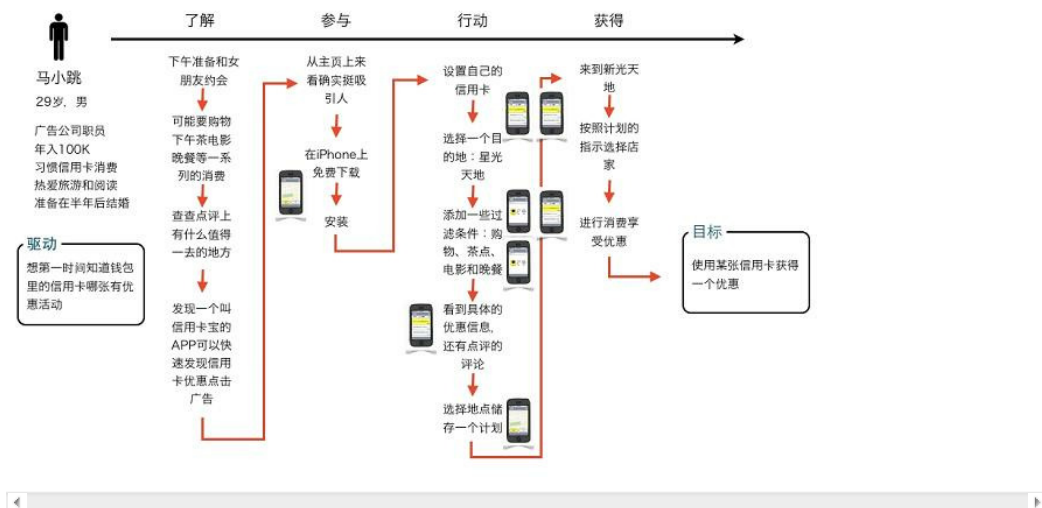 了解
参与
行动
获得
马小跳
29岁, 男
广告公司职员
年入100K
习惯信用卡消费
热爱旅游和阅读
准备在半年后结婚
驱动
想第一时间知道钱包
里的信用卡哪张有优
惠活动
下午准备和女
朋友约会
可能要购物
下午茶电影
晚餐等一系
列的消费
查查点评上
有什么值得
一去的地方
发现一个叫
信用卡宝的
APP可以快
速发现信用
卡优惠点击
广告
从主页上来
看确实挺吸
引人
在iPhone上
免费下载
安装
设置自己的
信用卡
选择一个目
的地：星光
天地
添加一些过
滤条件：购
物、茶点、
电影和晚餐
看到具体的
优惠信息,
还有点评的
评论
选择地点储
存一个计划
来到新光天
地
按照计划的
指示选择店
家
进行消费享
受优惠
目标
使用某张信用卡获得
一个优惠